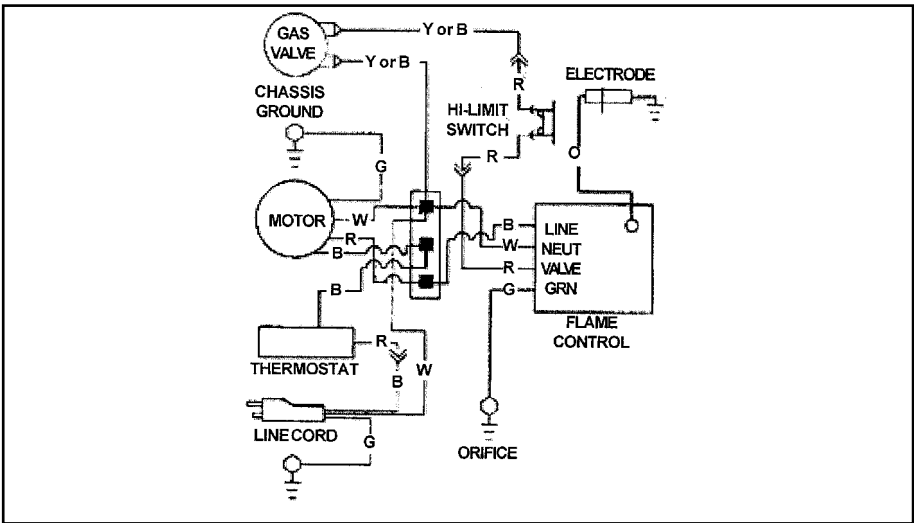 GAS
VALVE
Y or B
Y or B
CHASSIS
GROUND
R
ELECTRODE
HI-LIMIT
SWITCH
R
G
MOTOR
W
R
B
B
B
W
R
G
LINE
NEUT
VALVE
GRN
FLAME
CONTROL
THERMOSTAT
R
B
W
LINE CORD
G
ORIFICE